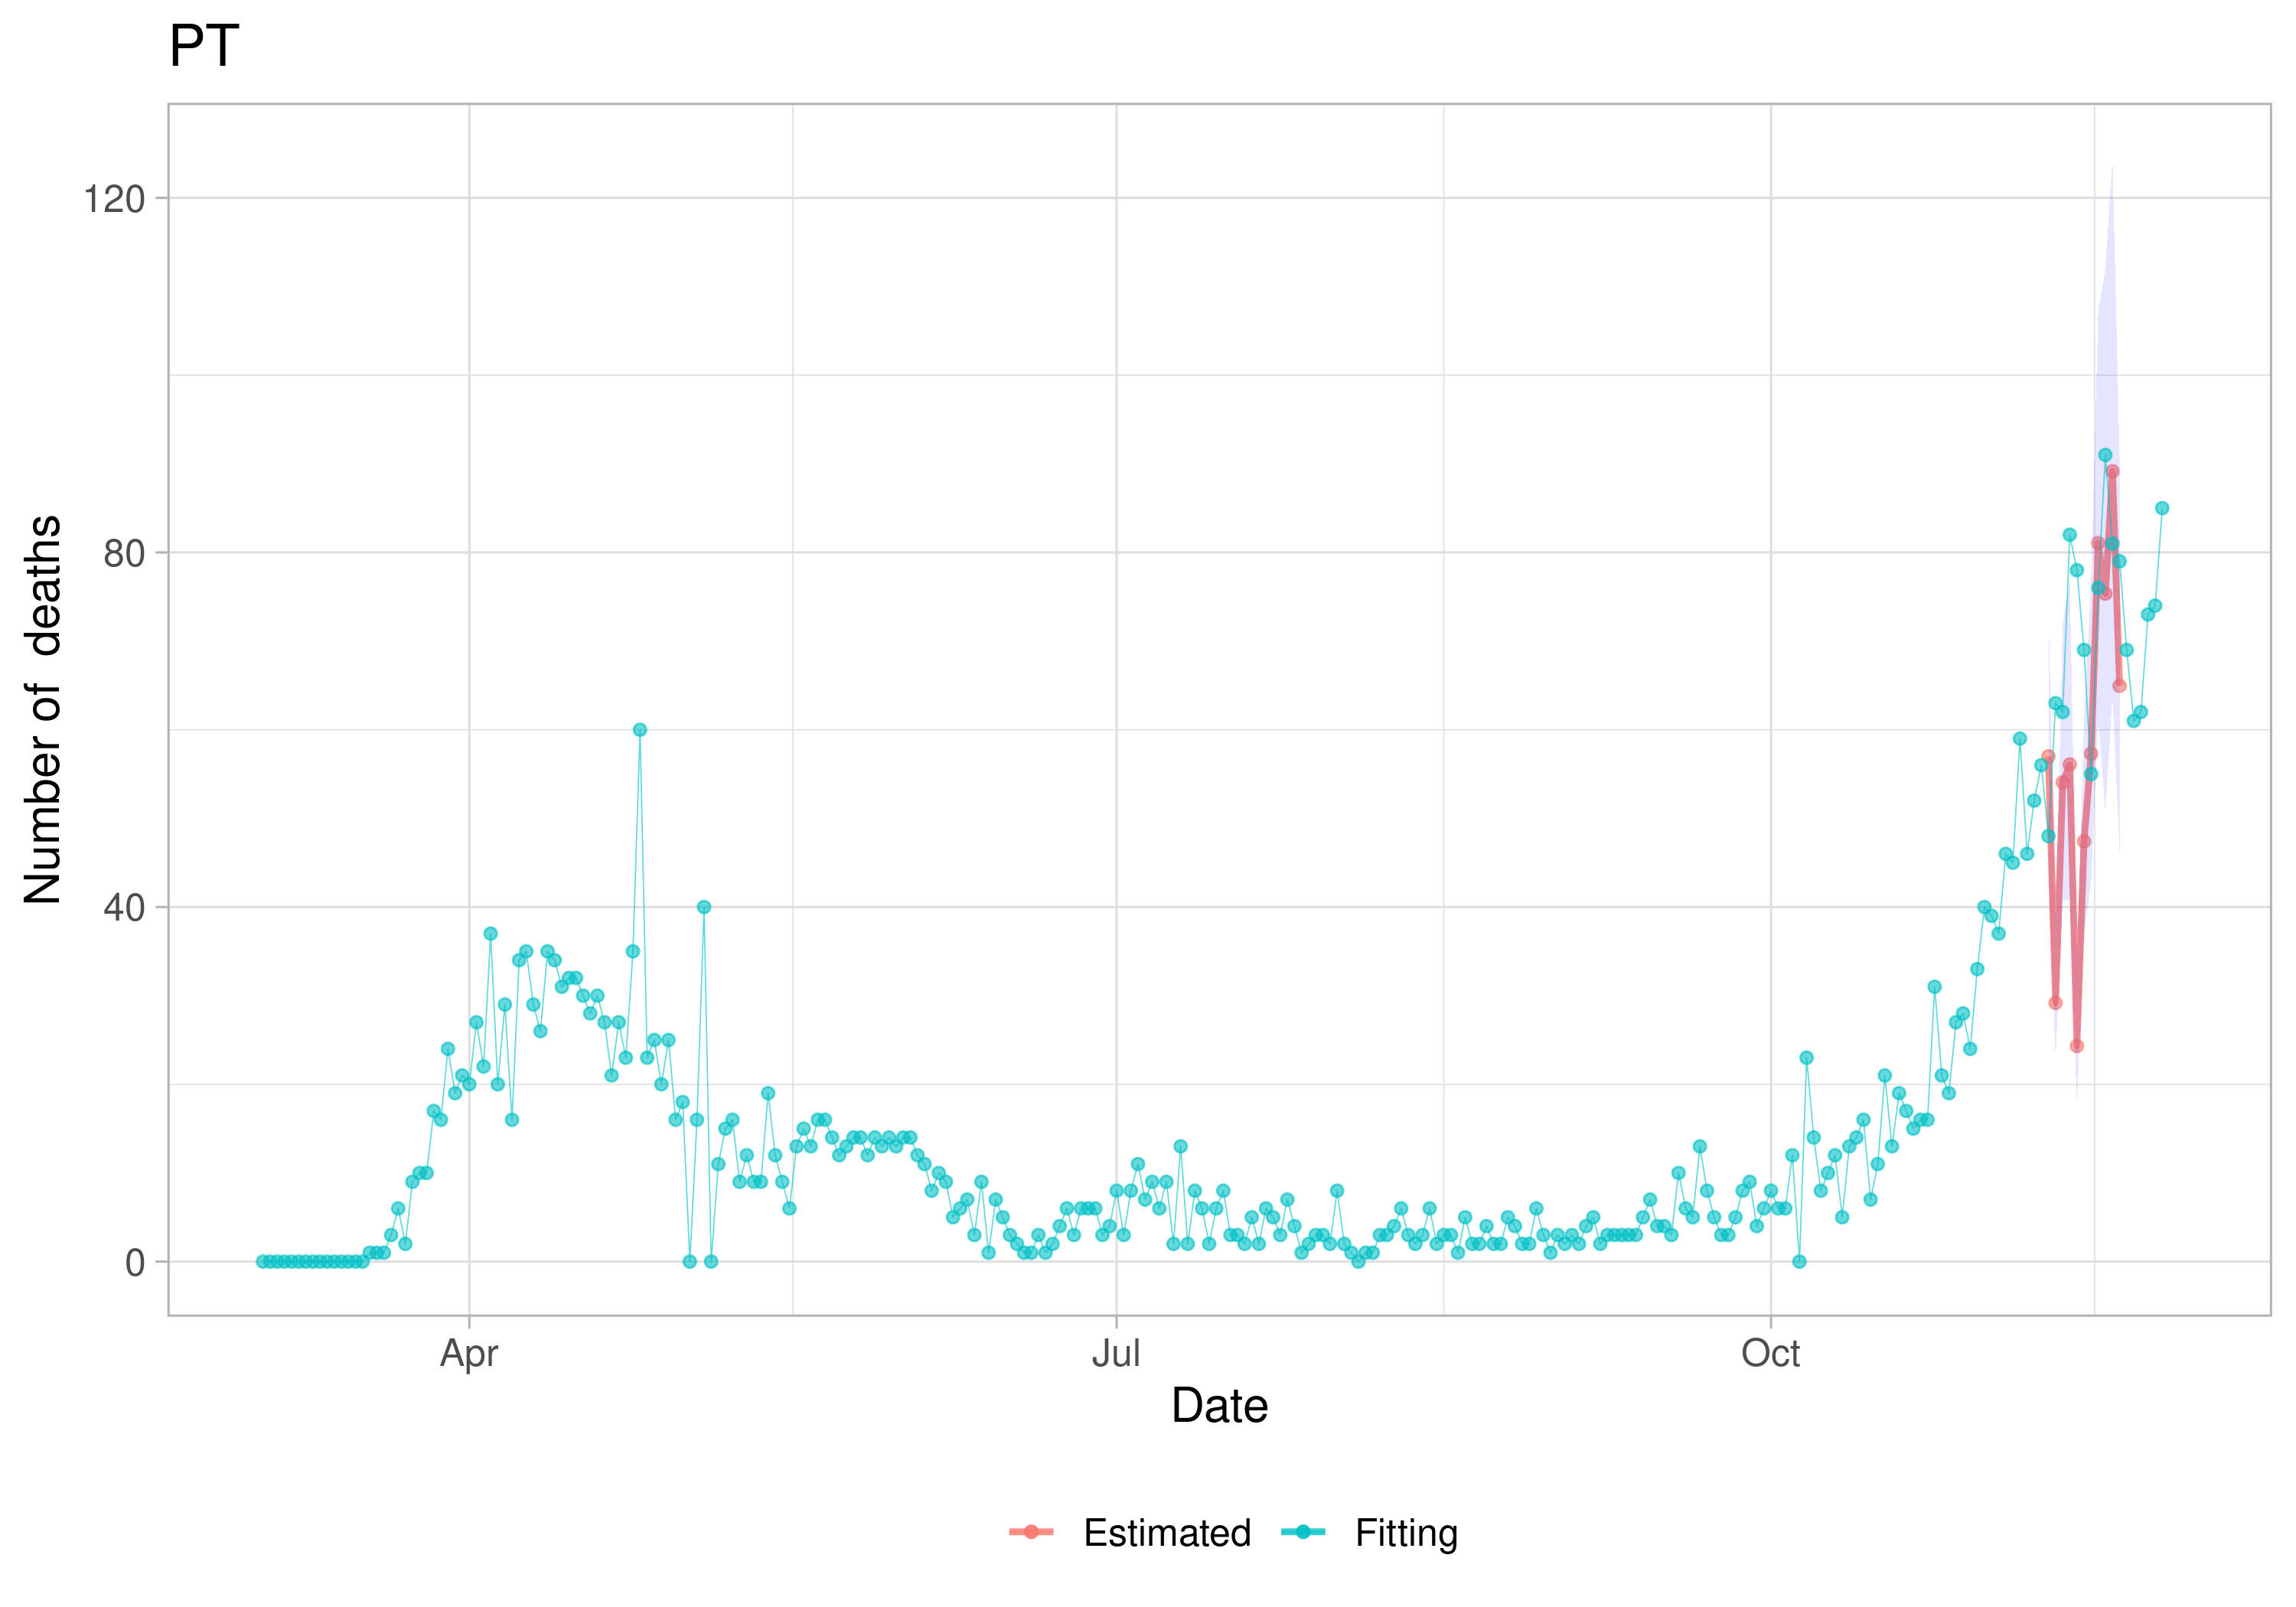 PT
120
80
40
0
Number of  deaths
Apr
Jul
Oct
Date
Estimated
Fitting